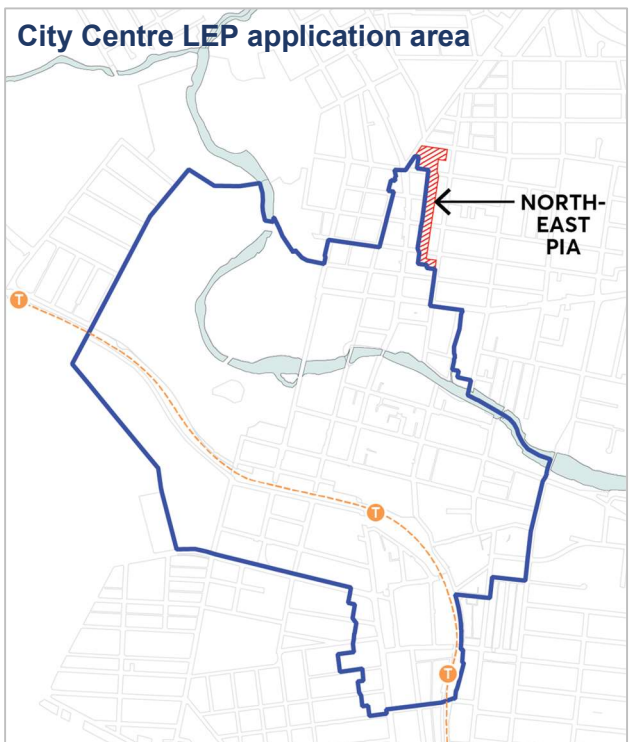 City Centre LEP application area
NORTH-
EAST
PIA
T
T
T